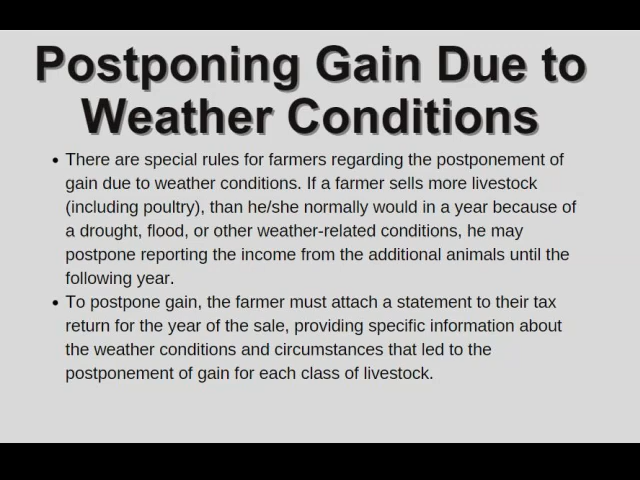 Postponing Gain Due to
Weather Conditions
• There are special rules for farmers regarding the postponement of
gain due to weather conditions. If a farmer sells more livestock
(including poultry), than he/she normally would in a year because of
a drought, flood, or other weather-related conditions, he may
postpone reporting the income from the additional animals until the
following year.
• To postpone gain, the farmer must attach a statement to their tax
return for the year of the sale, providing specific information about
the weather conditions and circumstances that led to the
postponement of gain for each class of livestock.